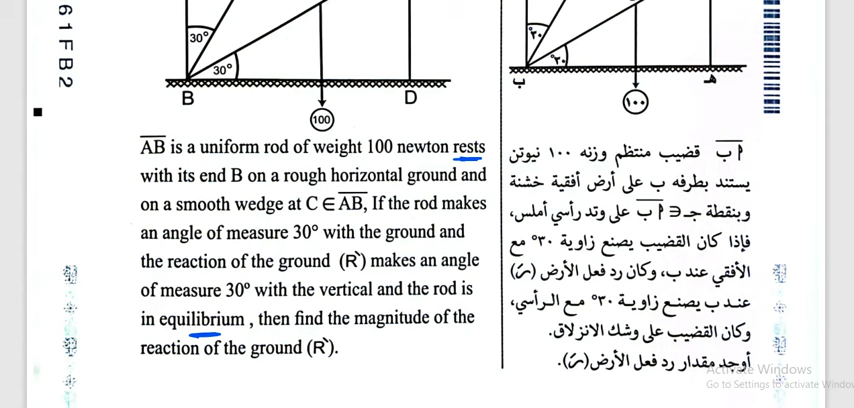 61FB2
30°
30°
B
D
100
AB is a uniform rod of weight 100 newton rests
with its end B on a rough horizontal ground and
on a smooth wedge at C ∈ AB, If the rod makes
an angle of measure 30° with the ground and
the reaction of the ground (R̀) makes an angle
of measure 30° with the vertical and the rod is
in equilibrium , then find the magnitude of the
reaction of the ground (R̀).
٣٠°
٣٠°
ب
هـ
١٠٠
أ ب قضيب منتظم وزنه ١٠٠ نيوتن
يستند بطرفه ب على أرض أفقية خشنة
وبنقطة جـ ∈ أ ب على وتد رأسي أملس،
فإذا كان القضيب يصنع زاوية ٣٠° مع
الأفقي عند ب، وكان رد فعل الأرض (رَ)
عند ب يصنع زاوية ٣٠° مع الرأسي،
وكان القضيب على وشك الانزلاق.
أوجد مقدار رد فعل الأرض (رَ).
Activate Windows
Go to Settings to activate Windov